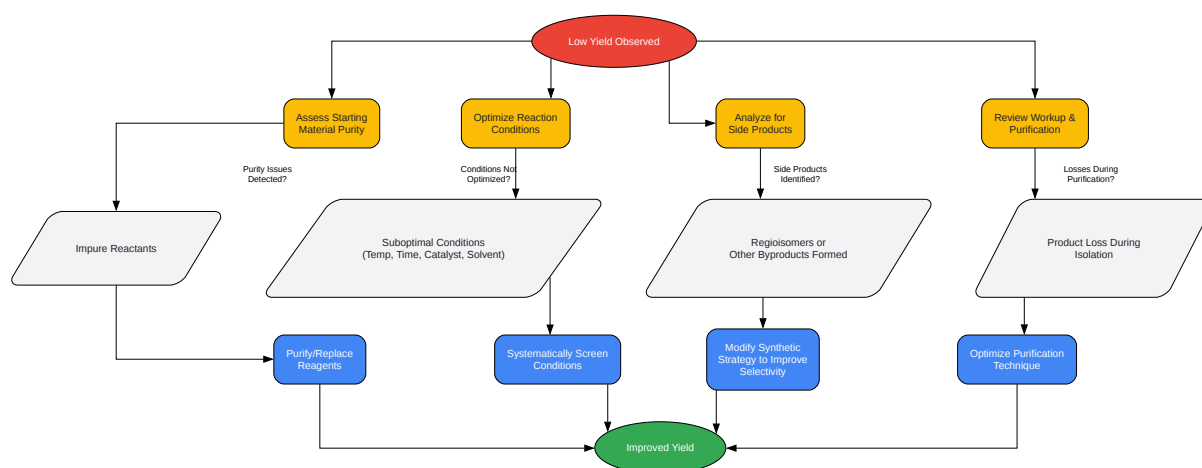 Low Yield Observed
Assess Starting
Material Purity
Optimize Reaction
Conditions
Analyze for
Side Products
Review Workup &
Purification
Purity Issues
Detected?
Conditions Not
Optimized?
Side Products
Identified?
Losses During
Purification?
Impure Reactants
Suboptimal Conditions
(Temp, Time, Catalyst, Solvent)
Regioisomers or
Other Byproducts Formed
Product Loss During
Isolation
Purify/Replace
Reagents
Systematically Screen
Conditions
Modify Synthetic
Strategy to Improve
Selectivity
Optimize Purification
Technique
Improved Yield